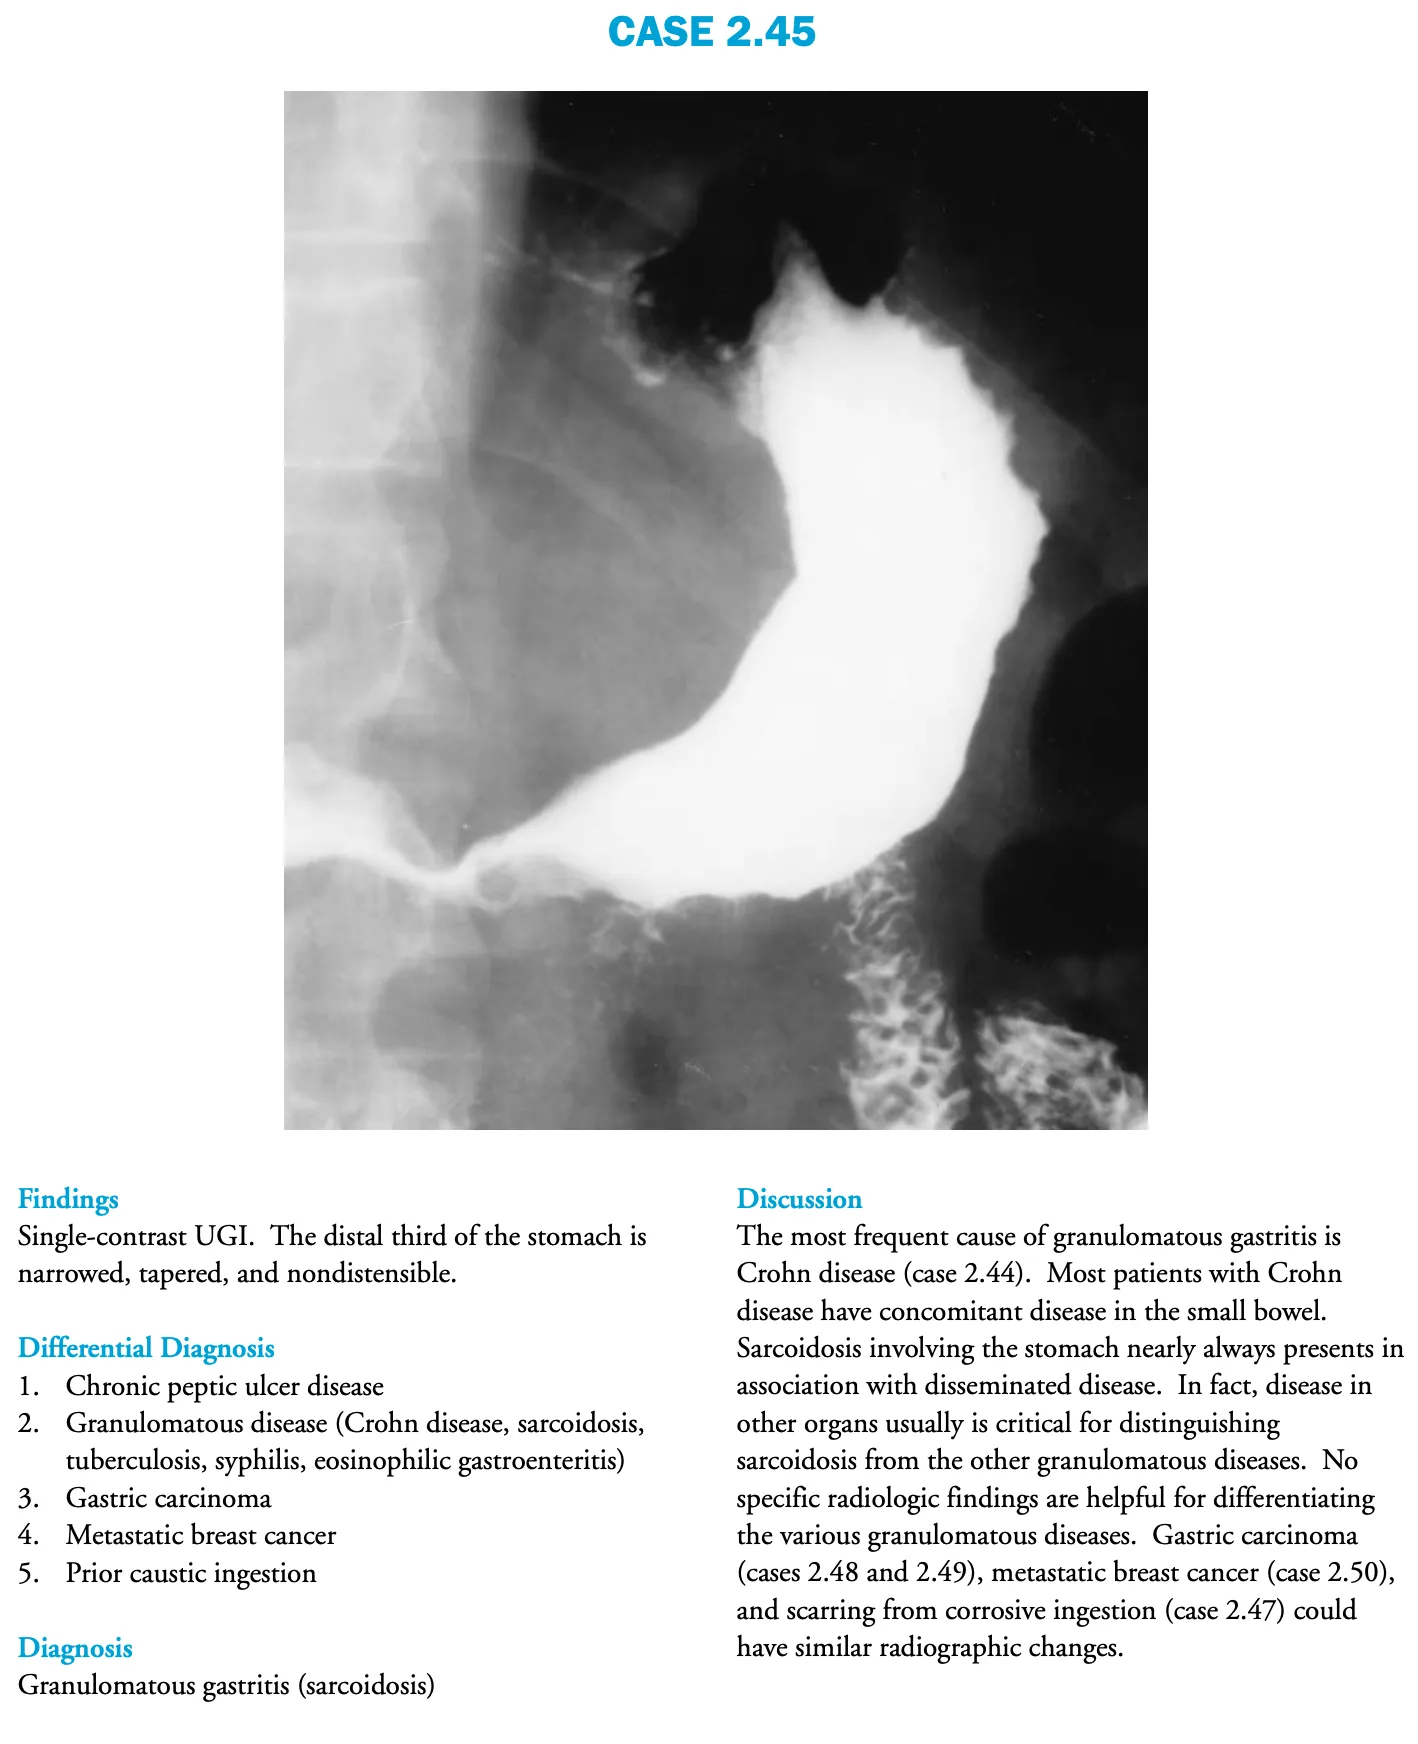 CASE 2.45
Findings
Single-contrast UGI. The distal third of the stomach is
narrowed, tapered, and nondistensible.
Differential Diagnosis
1. Chronic peptic ulcer disease
2. Granulomatous disease (Crohn disease, sarcoidosis,
tuberculosis, syphilis, eosinophilic gastroenteritis)
3. Gastric carcinoma
4. Metastatic breast cancer
5. Prior caustic ingestion
Diagnosis
Granulomatous gastritis (sarcoidosis)
Discussion
The most frequent cause of granulomatous gastritis is
Crohn disease (case 2.44). Most patients with Crohn
disease have concomitant disease in the small bowel.
Sarcoidosis involving the stomach nearly always presents in
association with disseminated disease. In fact, disease in
other organs usually is critical for distinguishing
sarcoidosis from the other granulomatous diseases. No
specific radiologic findings are helpful for differentiating
the various granulomatous diseases. Gastric carcinoma
(cases 2.48 and 2.49), metastatic breast cancer (case 2.50),
and scarring from corrosive ingestion (case 2.47) could
have similar radiographic changes.